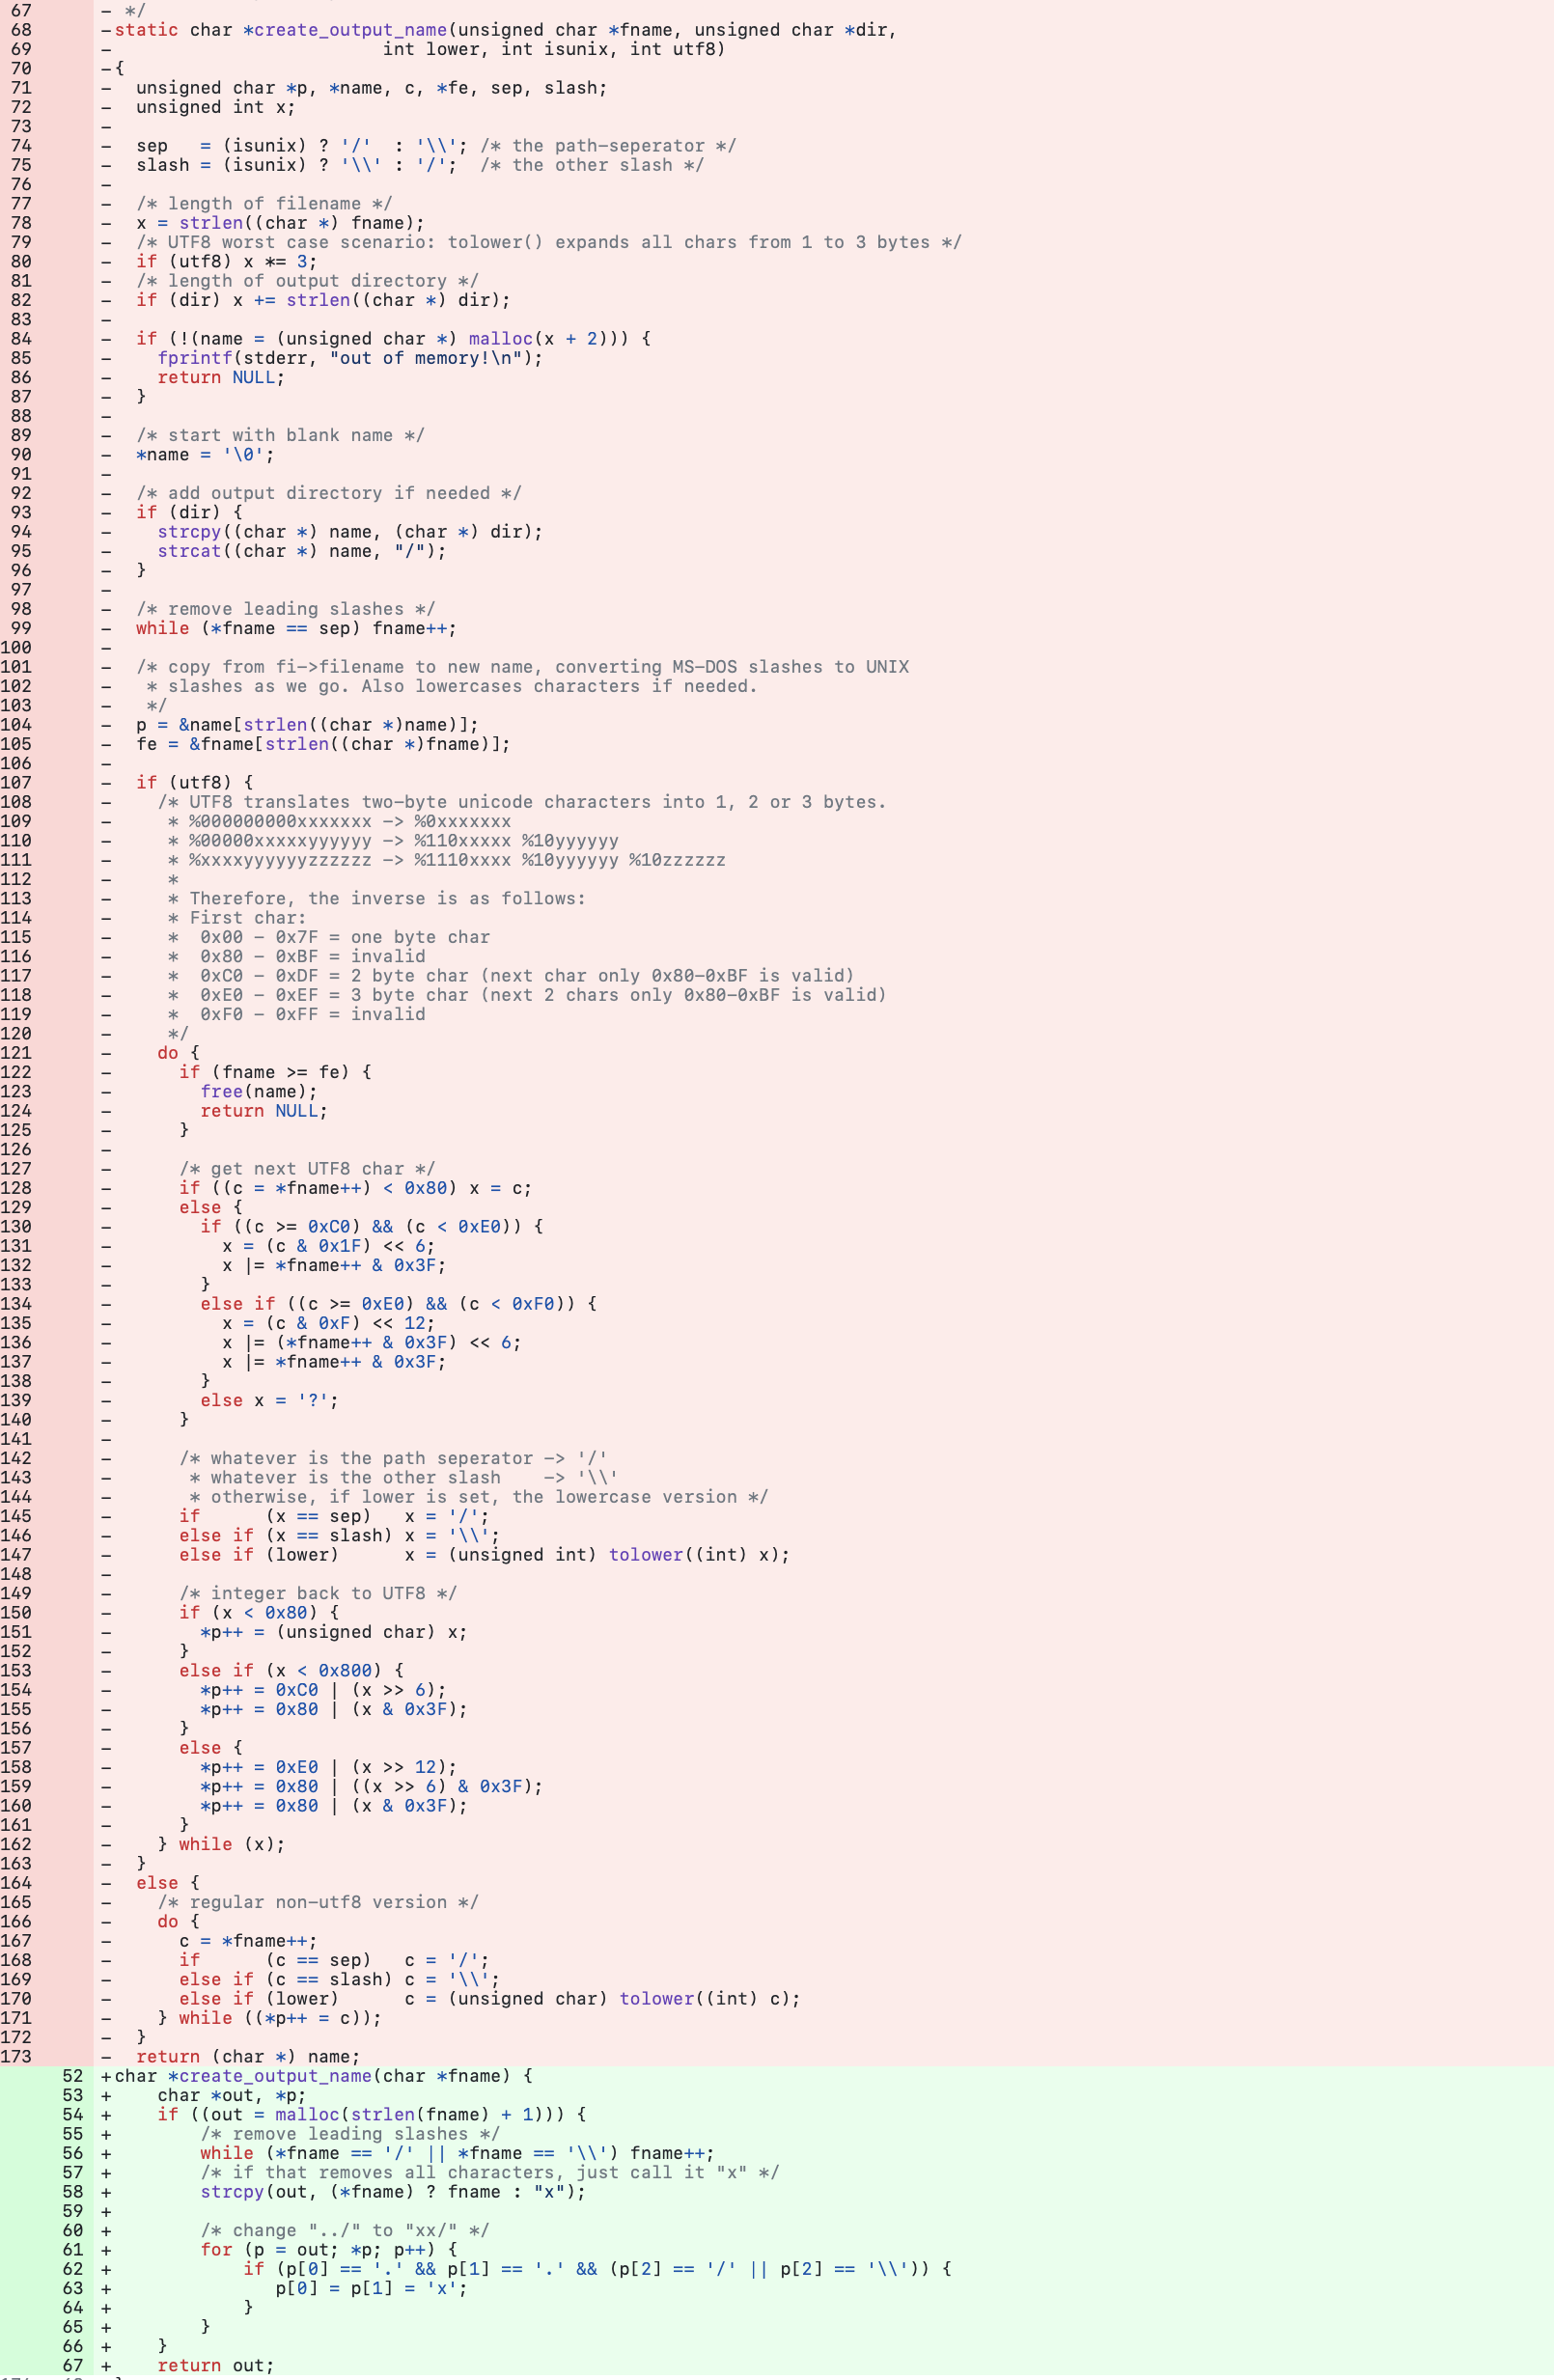 67 - */
68 -static char *create_output_name(unsigned char *fname, unsigned char *dir,
69 -                         int lower, int isunix, int utf8)
70 -{
71 -  unsigned char *p, *name, c, *fe, sep, slash;
72 -  unsigned int x;
73 -
74 -  sep   = (isunix) ? '/'  : '\\'; /* the path-seperator */
75 -  slash = (isunix) ? '\\' : '/';  /* the other slash */
76 -
77 -  /* length of filename */
78 -  x = strlen((char *) fname);
79 -  /* UTF8 worst case scenario: tolower() expands all chars from 1 to 3 bytes */
80 -  if (utf8) x *= 3;
81 -  /* length of output directory */
82 -  if (dir) x += strlen((char *) dir);
83 -
84 -  if (!(name = (unsigned char *) malloc(x + 2))) {
85 -    fprintf(stderr, "out of memory!\n");
86 -    return NULL;
87 -  }
88 -
89 -  /* start with blank name */
90 -  *name = '\0';
91 -
92 -  /* add output directory if needed */
93 -  if (dir) {
94 -    strcpy((char *) name, (char *) dir);
95 -    strcat((char *) name, "/");
96 -  }
97 -
98 -  /* remove leading slashes */
99 -  while (*fname == sep) fname++;
100 -
101 -  /* copy from fi->filename to new name, converting MS-DOS slashes to UNIX
102 -   * slashes as we go. Also lowercases characters if needed.
103 -   */
104 -  p = &name[strlen((char *)name)];
105 -  fe = &fname[strlen((char *)fname)];
106 -
107 -  if (utf8) {
108 -    /* UTF8 translates two-byte unicode characters into 1, 2 or 3 bytes.
109 -     * %000000000xxxxxxx -> %0xxxxxxx
110 -     * %00000xxxxxyyyyyy -> %110xxxxx %10yyyyyy
111 -     * %xxxxyyyyyyzzzzzz -> %1110xxxx %10yyyyyy %10zzzzzz
112 -     *
113 -     * Therefore, the inverse is as follows:
114 -     * First char:
115 -     *  0x00 - 0x7F = one byte char
116 -     *  0x80 - 0xBF = invalid
117 -     *  0xC0 - 0xDF = 2 byte char (next char only 0x80-0xBF is valid)
118 -     *  0xE0 - 0xEF = 3 byte char (next 2 chars only 0x80-0xBF is valid)
119 -     *  0xF0 - 0xFF = invalid
120 -     */
121 -    do {
122 -      if (fname >= fe) {
123 -        free(name);
124 -        return NULL;
125 -      }
126 -
127 -      /* get next UTF8 char */
128 -      if ((c = *fname++) < 0x80) x = c;
129 -      else {
130 -        if ((c >= 0xC0) && (c < 0xE0)) {
131 -          x = (c & 0x1F) << 6;
132 -          x |= *fname++ & 0x3F;
133 -        }
134 -        else if ((c >= 0xE0) && (c < 0xF0)) {
135 -          x = (c & 0xF) << 12;
136 -          x |= (*fname++ & 0x3F) << 6;
137 -          x |= *fname++ & 0x3F;
138 -        }
139 -        else x = '?';
140 -      }
141 -
142 -      /* whatever is the path seperator -> '/'
143 -       * whatever is the other slash    -> '\\'
144 -       * otherwise, if lower is set, the lowercase version */
145 -      if      (x == sep)   x = '/';
146 -      else if (x == slash) x = '\\';
147 -      else if (lower)      x = (unsigned int) tolower((int) x);
148 -
149 -      /* integer back to UTF8 */
150 -      if (x < 0x80) {
151 -        *p++ = (unsigned char) x;
152 -      }
153 -      else if (x < 0x800) {
154 -        *p++ = 0xC0 | (x >> 6);
155 -        *p++ = 0x80 | (x & 0x3F);
156 -      }
157 -      else {
158 -        *p++ = 0xE0 | (x >> 12);
159 -        *p++ = 0x80 | ((x >> 6) & 0x3F);
160 -        *p++ = 0x80 | (x & 0x3F);
161 -      }
162 -    } while (x);
163 -  }
164 -  else {
165 -    /* regular non-utf8 version */
166 -    do {
167 -      c = *fname++;
168 -      if      (c == sep)   c = '/';
169 -      else if (c == slash) c = '\\';
170 -      else if (lower)      c = (unsigned char) tolower((int) c);
171 -    } while ((*p++ = c));
172 -  }
173 -  return (char *) name;
52 +char *create_output_name(char *fname) {
53 +    char *out, *p;
54 +    if ((out = malloc(strlen(fname) + 1))) {
55 +        /* remove leading slashes */
56 +        while (*fname == '/' || *fname == '\\') fname++;
57 +        /* if that removes all characters, just call it "x" */
58 +        strcpy(out, (*fname) ? fname : "x");
59 +
60 +        /* change "../" to "xx/" */
61 +        for (p = out; *p; p++) {
62 +            if (p[0] == '.' && p[1] == '.' && (p[2] == '/' || p[2] == '\\')) {
63 +               p[0] = p[1] = 'x';
64 +            }
65 +        }
66 +    }
67 +    return out;